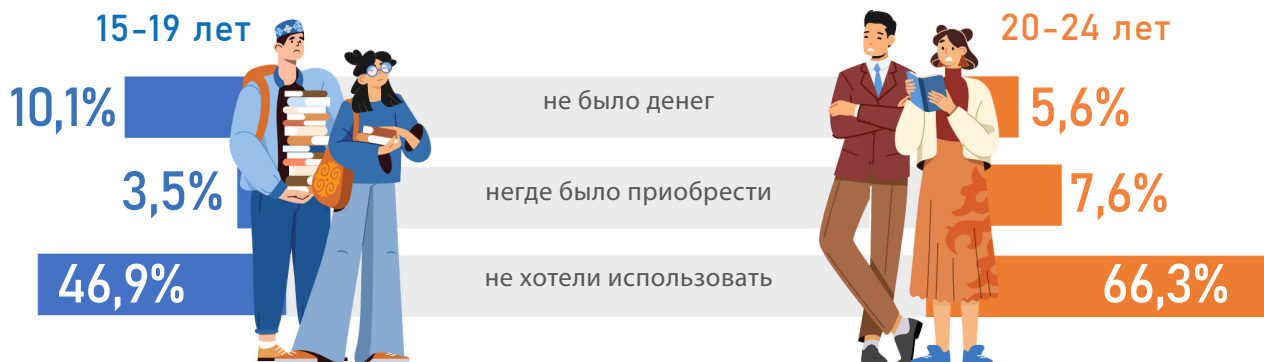 15-19 лет
20-24 лет
10,1%
не было денег
5,6%
3,5%
негде было приобрести
7,6%
46,9%
не хотели использовать
66,3%